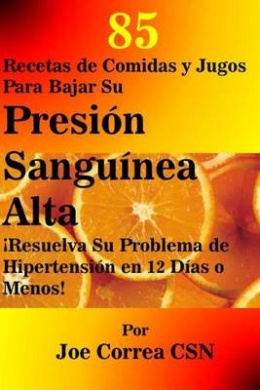 85
Recetas de Comidas y Jugos
Para Bajar Su
Presión
Sanguínea
Alta
¡Resuelva Su Problema de
Hipertensión en 12 Días o
Menos!
Por
Joe Correa CSN